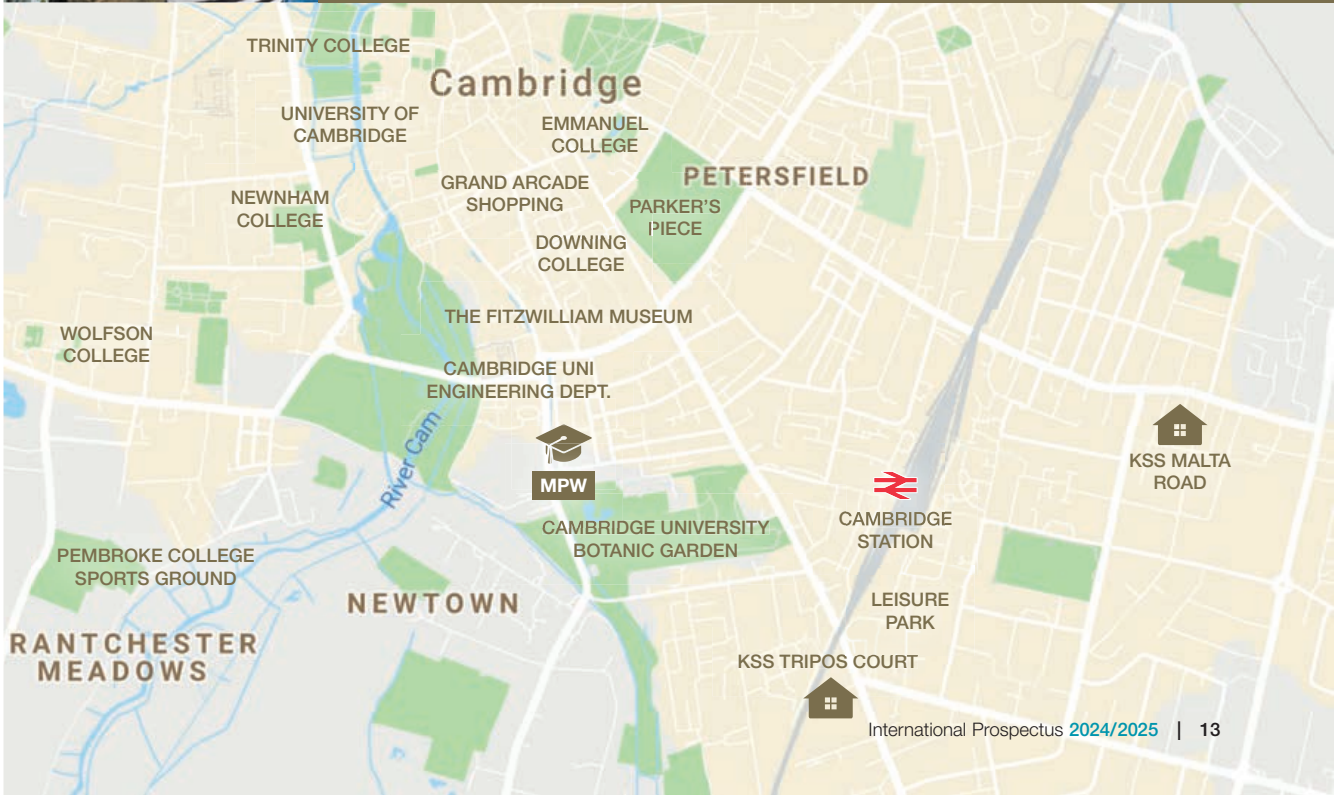 TRINITY COLLEGE
Cambridge
UNIVERSITY OF
CAMBRIDGE
EMMANUEL
COLLEGE
PETERSFIELD
GRAND ARCADE
SHOPPING
NEWNHAM
COLLEGE
PARKER'S
PIECE
DOWNING
COLLEGE
THE FITZWILLIAM MUSEUM
WOLFSON
COLLEGE
CAMBRIDGE UNI
ENGINEERING DEPT.
River Cam
MPW
KSS MALTA
ROAD
CAMBRIDGE UNIVERSITY
BOTANIC GARDEN
CAMBRIDGE
STATION
PEMBROKE COLLEGE
SPORTS GROUND
NEWTOWN
LEISURE
PARK
RANTCHESTER
MEADOWS
KSS TRIPOS COURT
International Prospectus 2024/2025 | 13